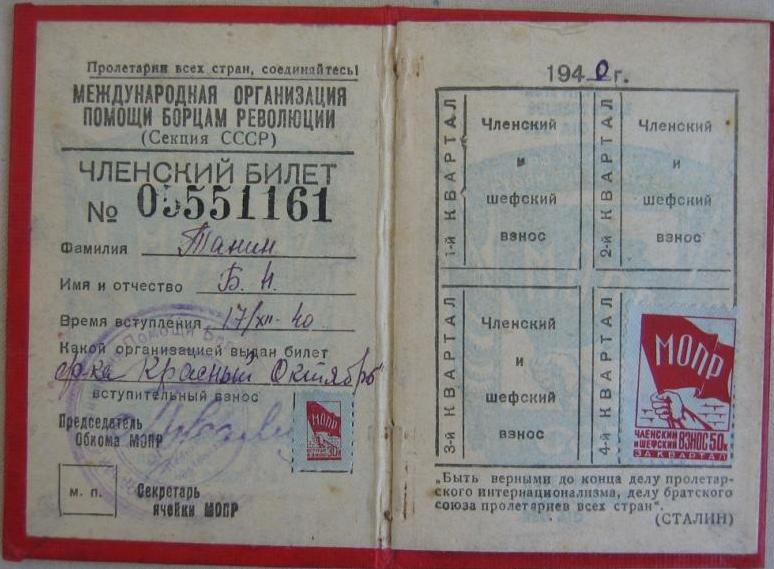 Пролетарии всех стран, соединяйтесь!
МЕЖДУНАРОДНАЯ ОРГАНИЗАЦИЯ
ПОМОЩИ БОРЦАМ РЕВОЛЮЦИИ
(Секция СССР)
ЧЛЕНСКИЙ БИЛЕТ
№ 05551161
Фамилия Танин
Имя и отчество Б. Н.
Время вступления 17/XII-40
Какой организацией выдан билет
ф-ка Красный Октябрь
вступительный взнос
Председатель
Обкома МОПР
МОПР
м. п.
Секретарь
ячейки МОПР
1940 г.
1-й КВАРТАЛ
Членский
и
шефский
взнос
2-й КВАРТАЛ
Членский
и
шефский
взнос
3-й КВАРТАЛ
Членский
и
шефский
взнос
4-й КВАРТАЛ
МОПР
ЧЛЕНСКИЙ И ШЕФСКИЙ ВЗНОС 50к
ЗА КВАРТАЛ
„Быть верными до конца делу пролетар-
ского интернационализма, делу братского
союза пролетариев всех стран".
(СТАЛИН)